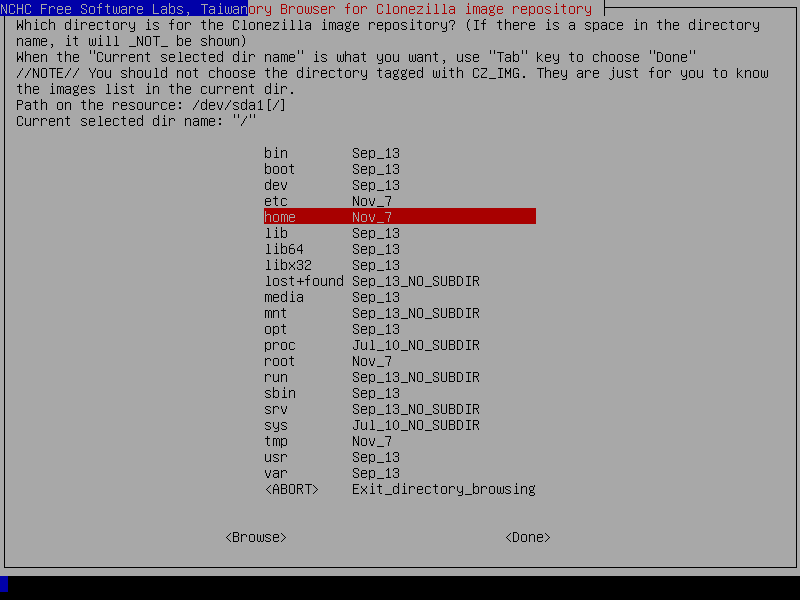 NCHC Free Software Labs, Taiwanory Browser for Clonezilla image repository
Which directory is for the Clonezilla image repository? (If there is a space in the directory
name, it will _NOT_ be shown)
When the "Current selected dir name" is what you want, use "Tab" key to choose "Done"
//NOTE// You should not choose the directory tagged with CZ_IMG. They are just for you to know
the images list in the current dir.
Path on the resource: /dev/sda1[/]
Current selected dir name: "/"
bin Sep_13
boot Sep_13
dev Sep_13
etc Nov_7
home Nov_7
lib Sep_13
lib64 Sep_13
libx32 Sep_13
lost+found Sep_13_NO_SUBDIR
media Sep_13
mnt Sep_13_NO_SUBDIR
opt Sep_13
proc Jul_10_NO_SUBDIR
root Nov_7
run Sep_13_NO_SUBDIR
sbin Sep_13
srv Sep_13_NO_SUBDIR
sys Jul_10_NO_SUBDIR
tmp Nov_7
usr Sep_13
var Sep_13
<ABORT> Exit_directory_browsing
<Browse> <Done>